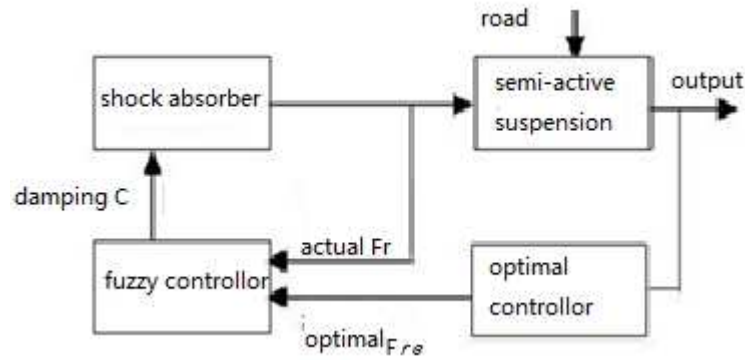 road
shock absorber
semi-active
suspension
output
damping C
actual Fr
fuzzy controllor
optimal
controllor
optimal Fre